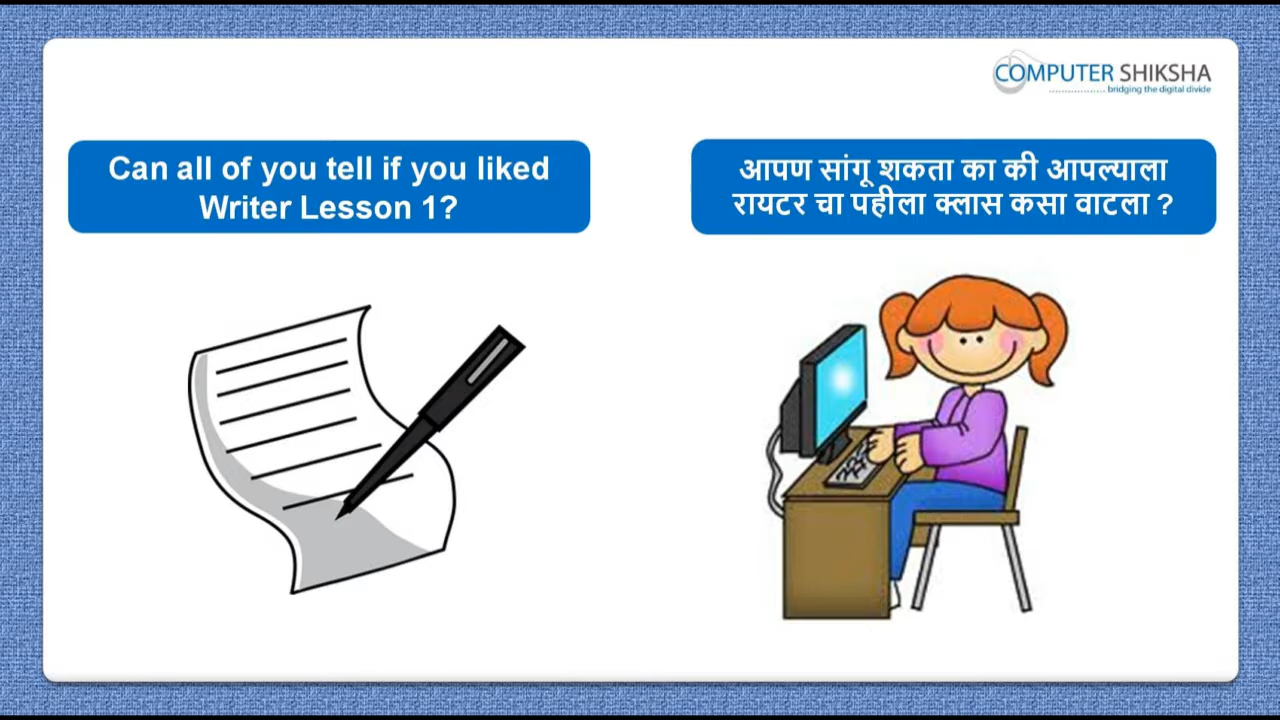 COMPUTER SHIKSHA
bridging the digital divide
Can all of you tell if you liked
Writer Lesson 1?
आपण सांगू शकता का की आपल्याला
रायटर चा पहीला क्लास कसा वाटला ?